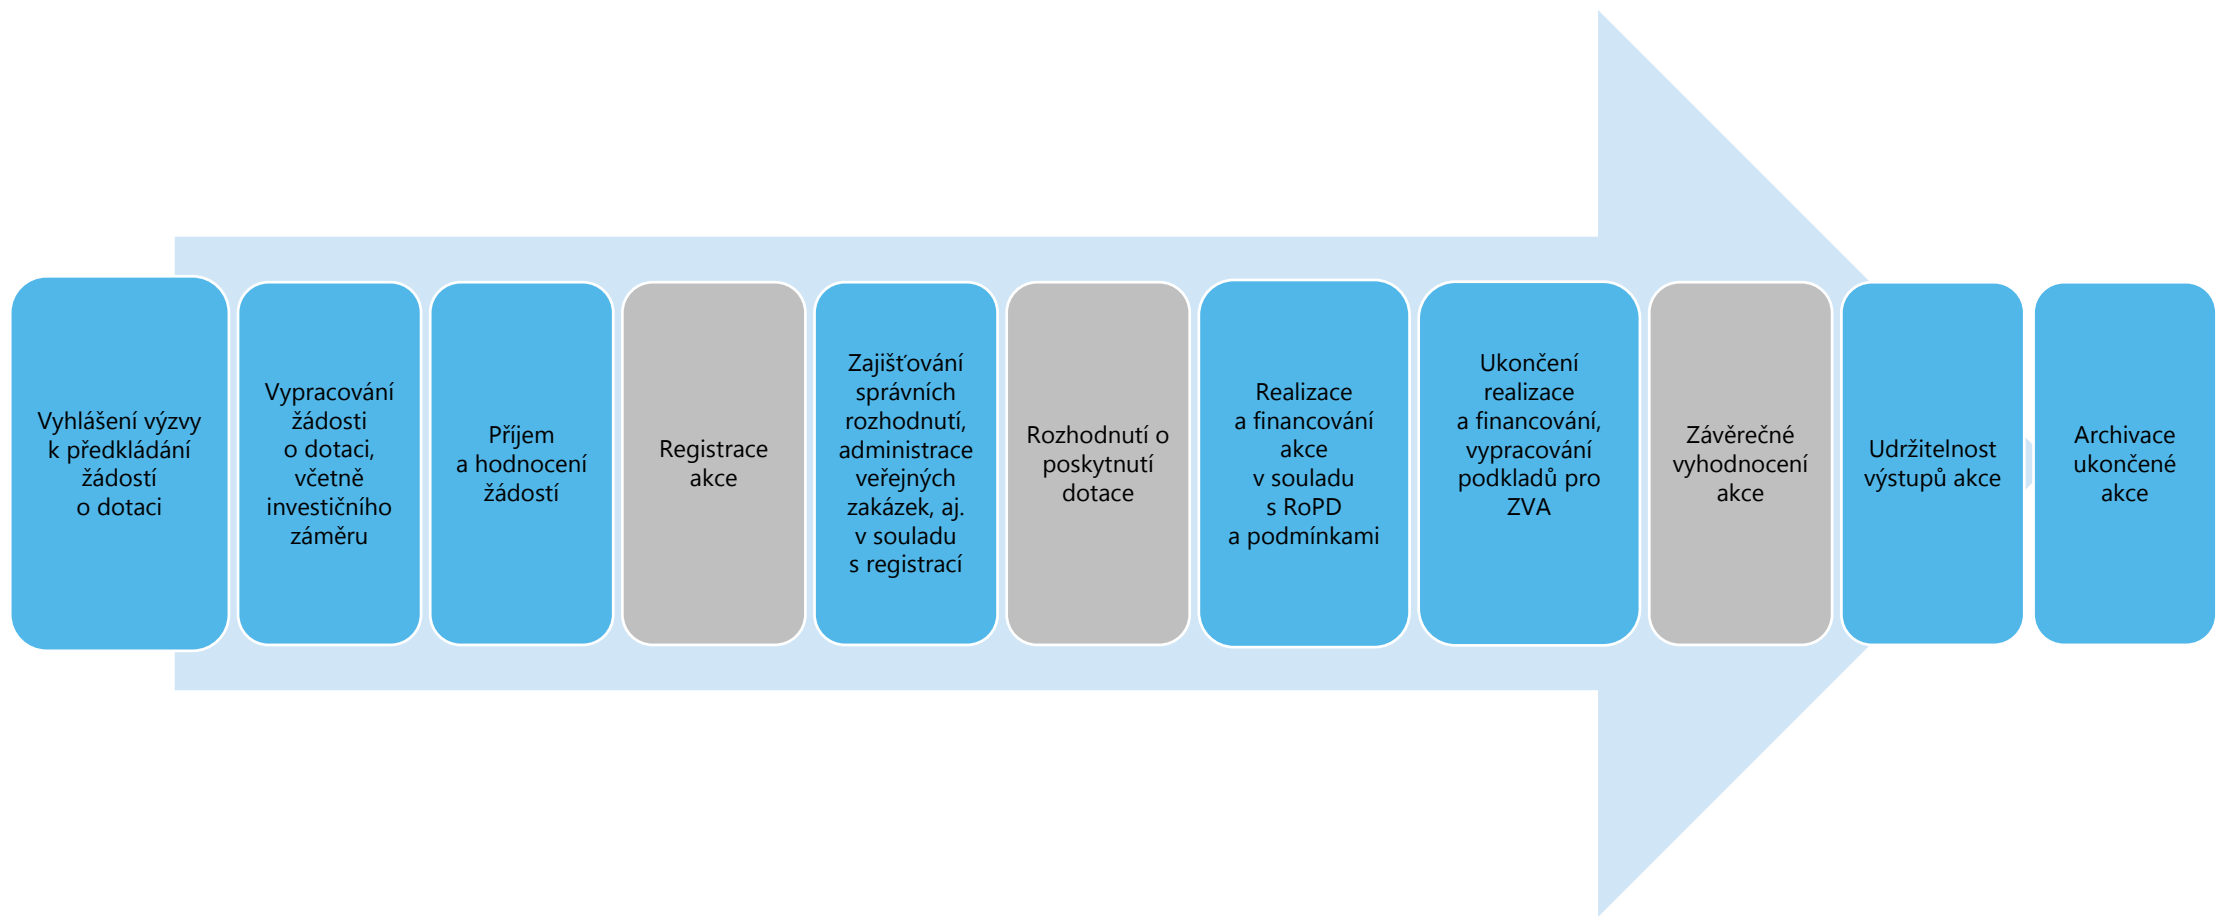 Vyhlášení výzvy
k předkládání
žádostí
o dotaci
Vypracování
žádosti
o dotaci,
včetně
investičního
záměru
Příjem
a hodnocení
žádostí
Registrace
akce
Zajišťování
správních
rozhodnutí,
administrace
veřejných
zakázek, aj.
v souladu
s registrací
Rozhodnutí o
poskytnutí
dotace
Realizace
a financování
akce
v souladu
s RoPD
a podmínkami
Ukončení
realizace
a financování,
vypracování
podkladů pro
ZVA
Závěrečné
vyhodnocení
akce
Udržitelnost
výstupů akce
Archivace
ukončené
akce